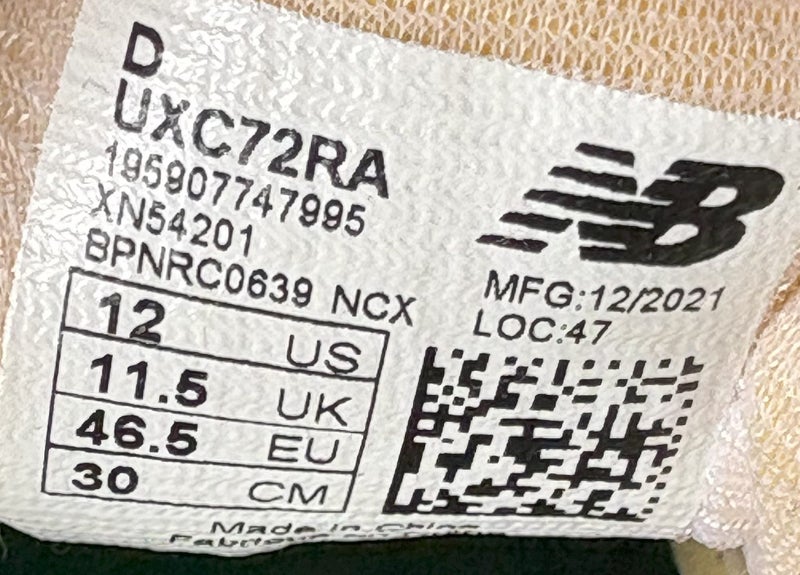 D
UXC72RA
195907747995
XN54201
BPNRC0639 NCX
12 US
11.5 UK
46.5 EU
30 CM
NB
MFG:12/2021
LOC:47
Made in China